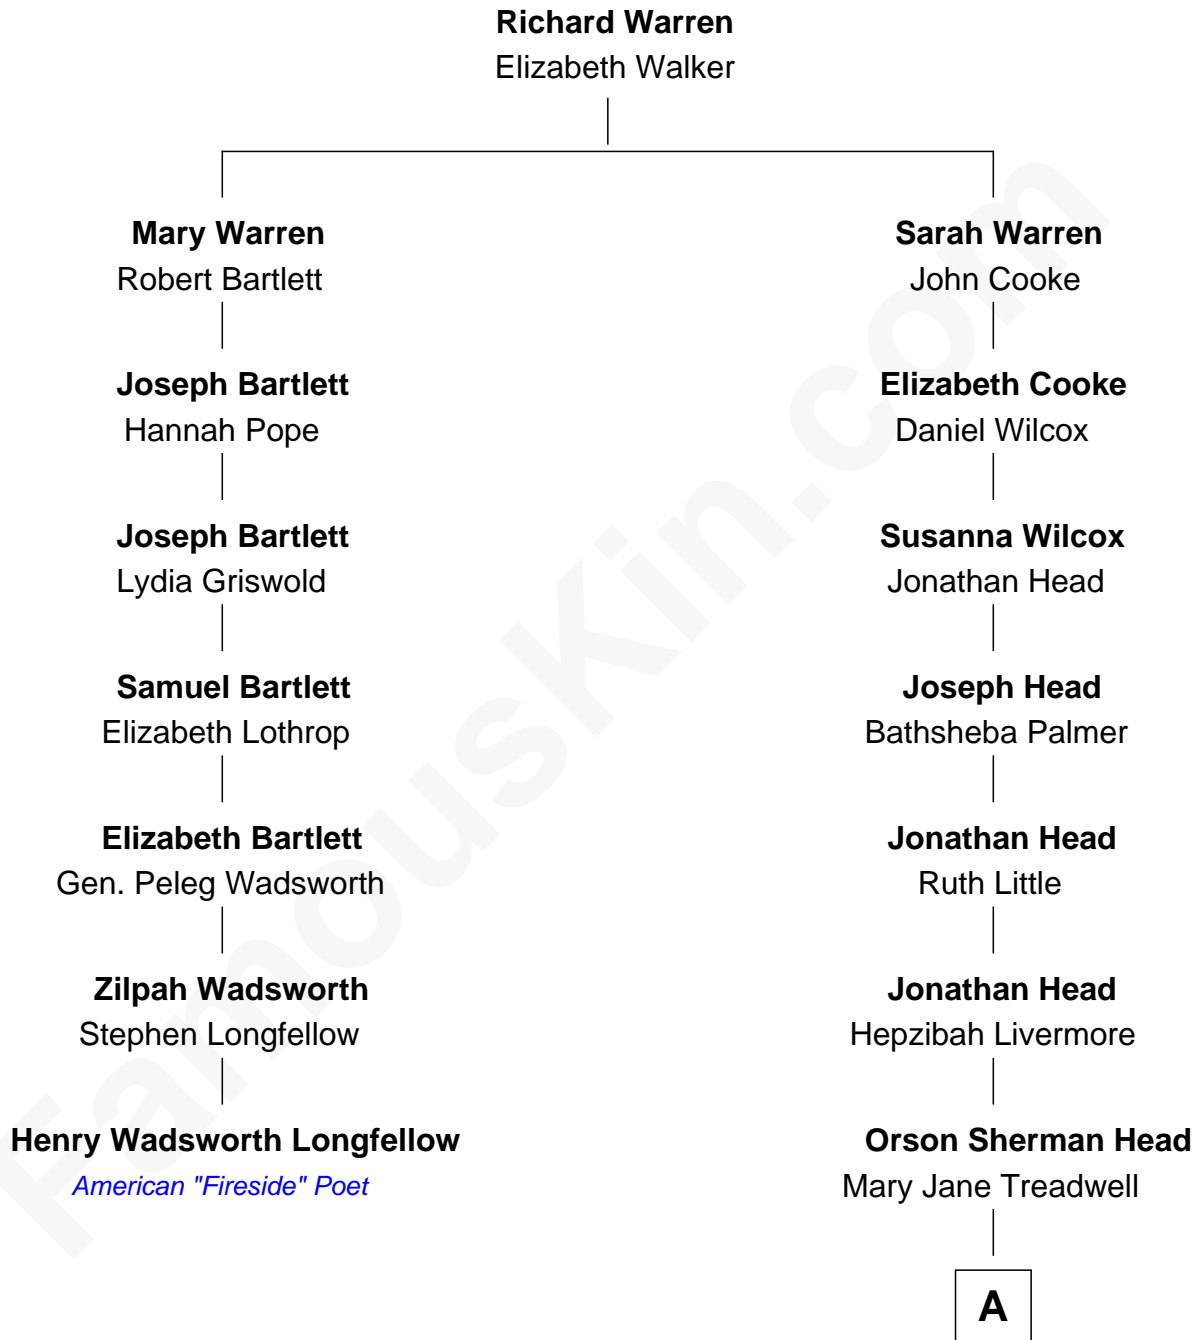 Richard Warren
Elizabeth Walker
Mary Warren
Robert Bartlett
Sarah Warren
John Cooke
Joseph Bartlett
Hannah Pope
Elizabeth Cooke
Daniel Wilcox
Joseph Bartlett
Lydia Griswold
Susanna Wilcox
Jonathan Head
Samuel Bartlett
Elizabeth Lothrop
Joseph Head
Bathsheba Palmer
Elizabeth Bartlett
Gen. Peleg Wadsworth
Jonathan Head
Ruth Little
Zilpah Wadsworth
Stephen Longfellow
Jonathan Head
Hepzibah Livermore
Henry Wadsworth Longfellow
American "Fireside" Poet
Orson Sherman Head
Mary Jane Treadwell
A
FamousKin.com